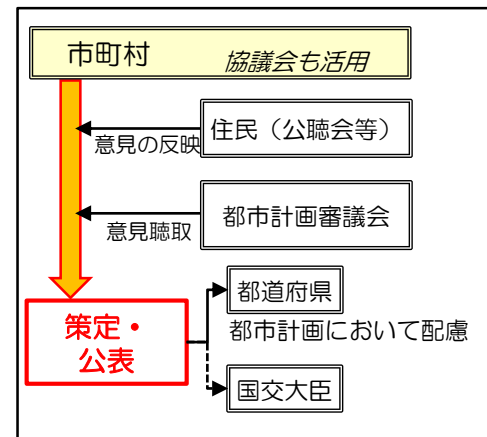 市町村 協議会も活用
住民（公聴会等）
意見の反映
都市計画審議会
意見聴取
策定・
公表
都道府県
都市計画において配慮
国交大臣